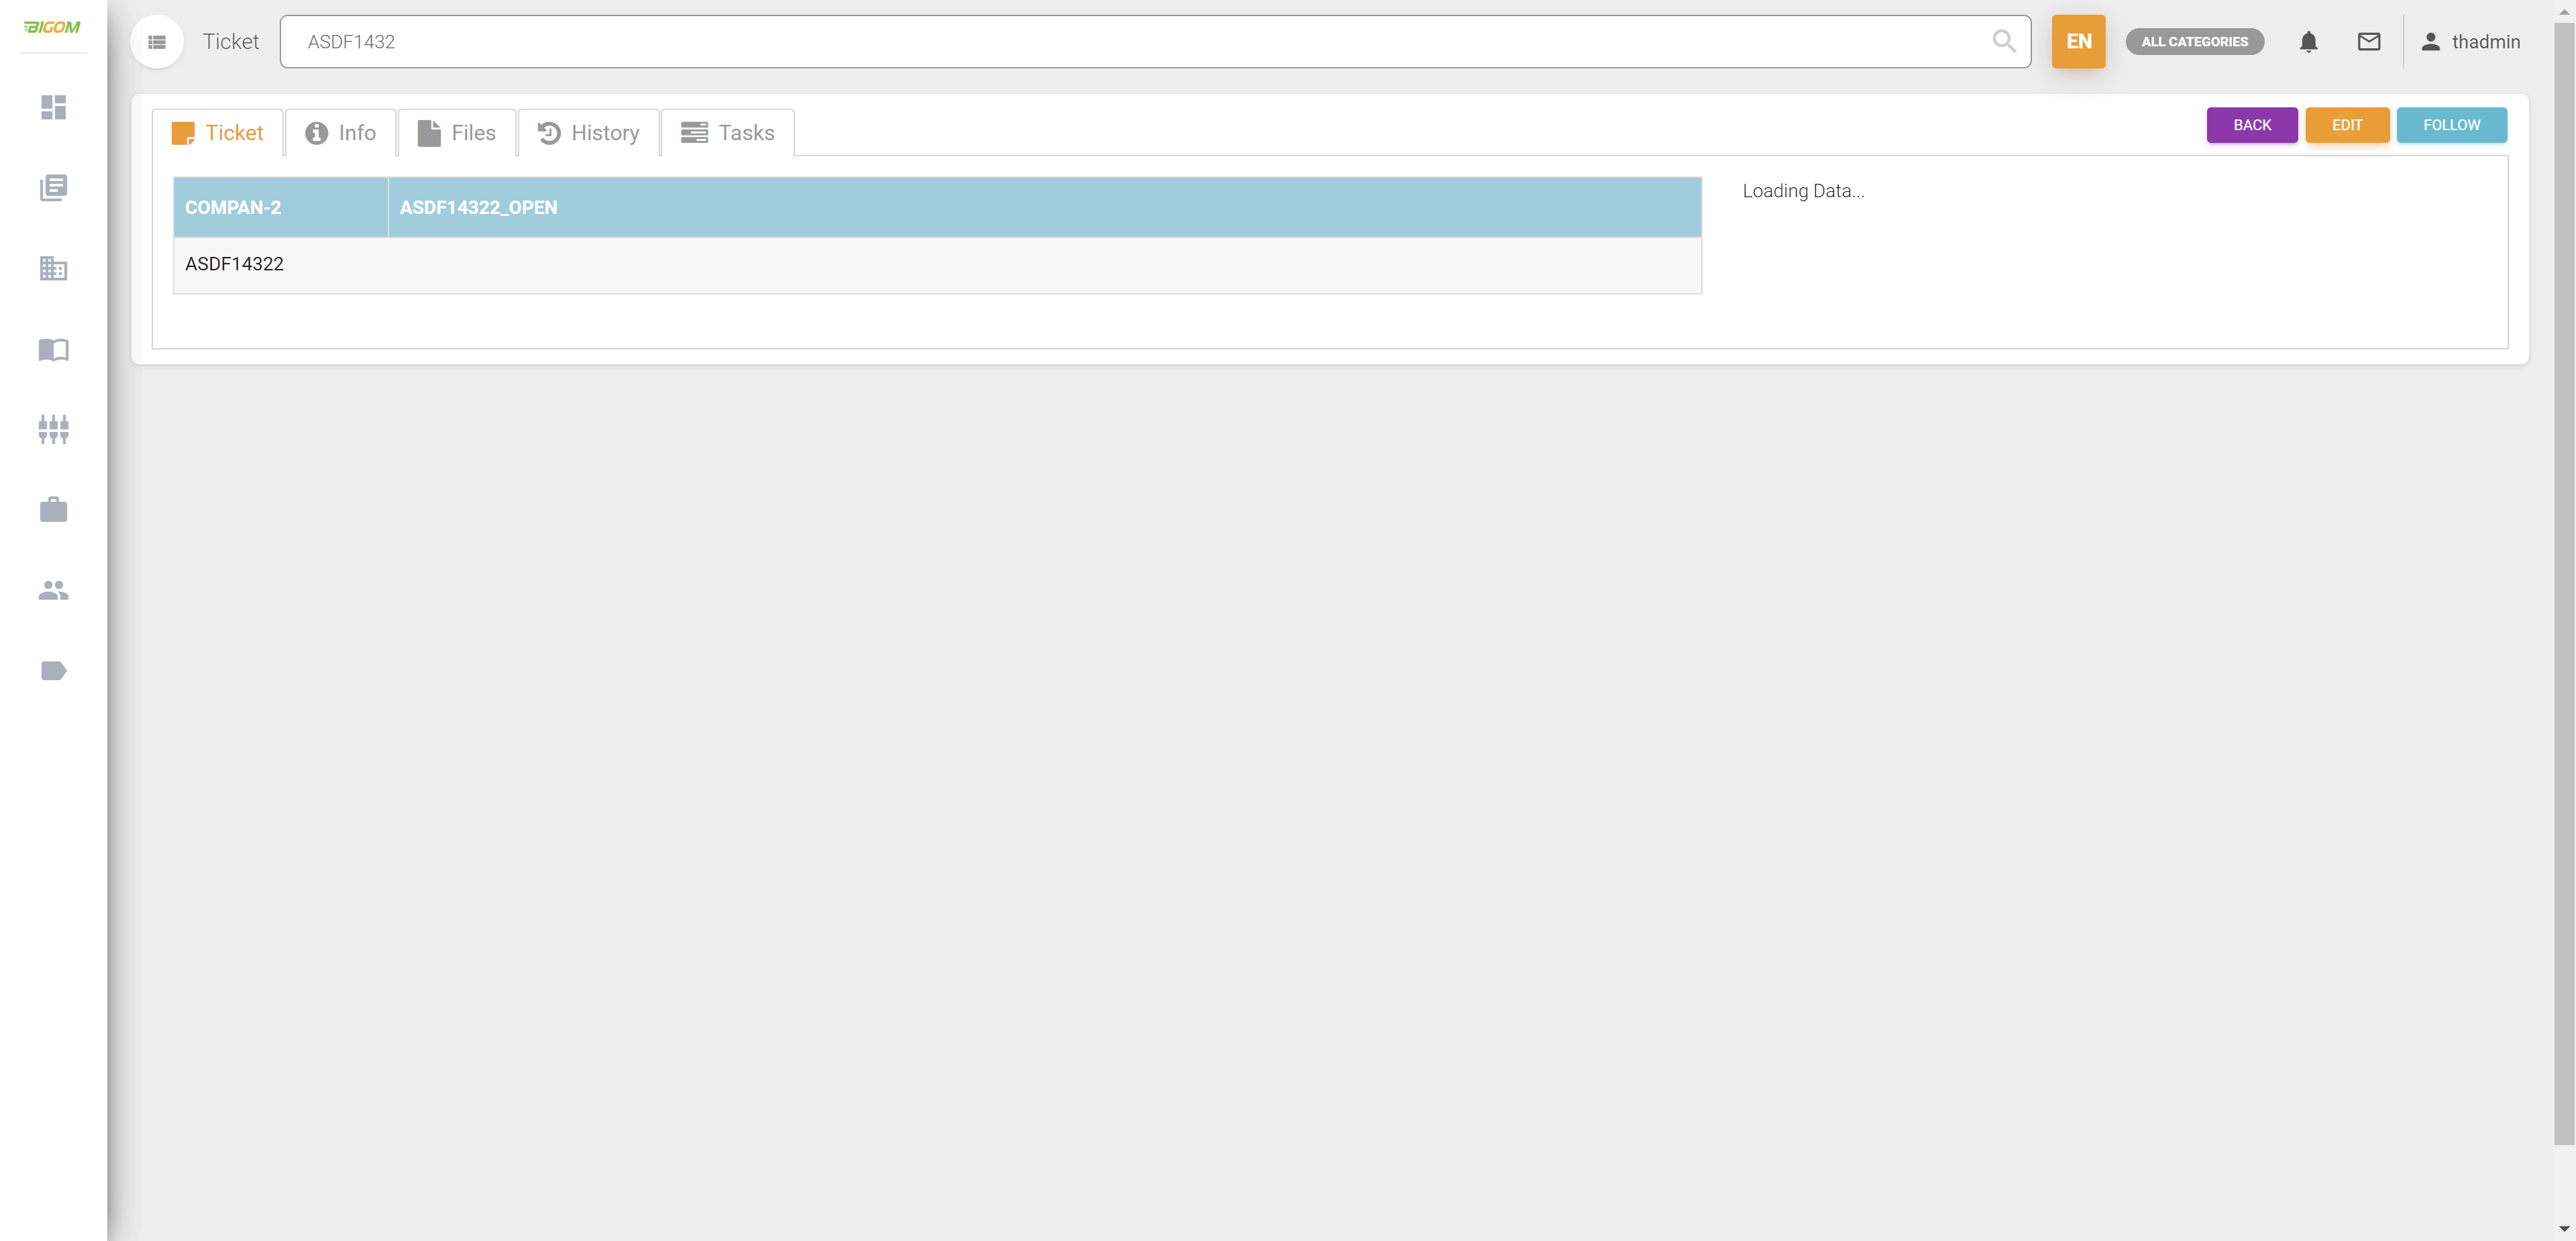 BIGOM
Ticket
ASDF1432
EN
ALL CATEGORIES
thadmin
Ticket
Info
Files
History
Tasks
BACK
EDIT
FOLLOW
COMPAN-2
ASDF14322_OPEN
Loading Data...
ASDF14322